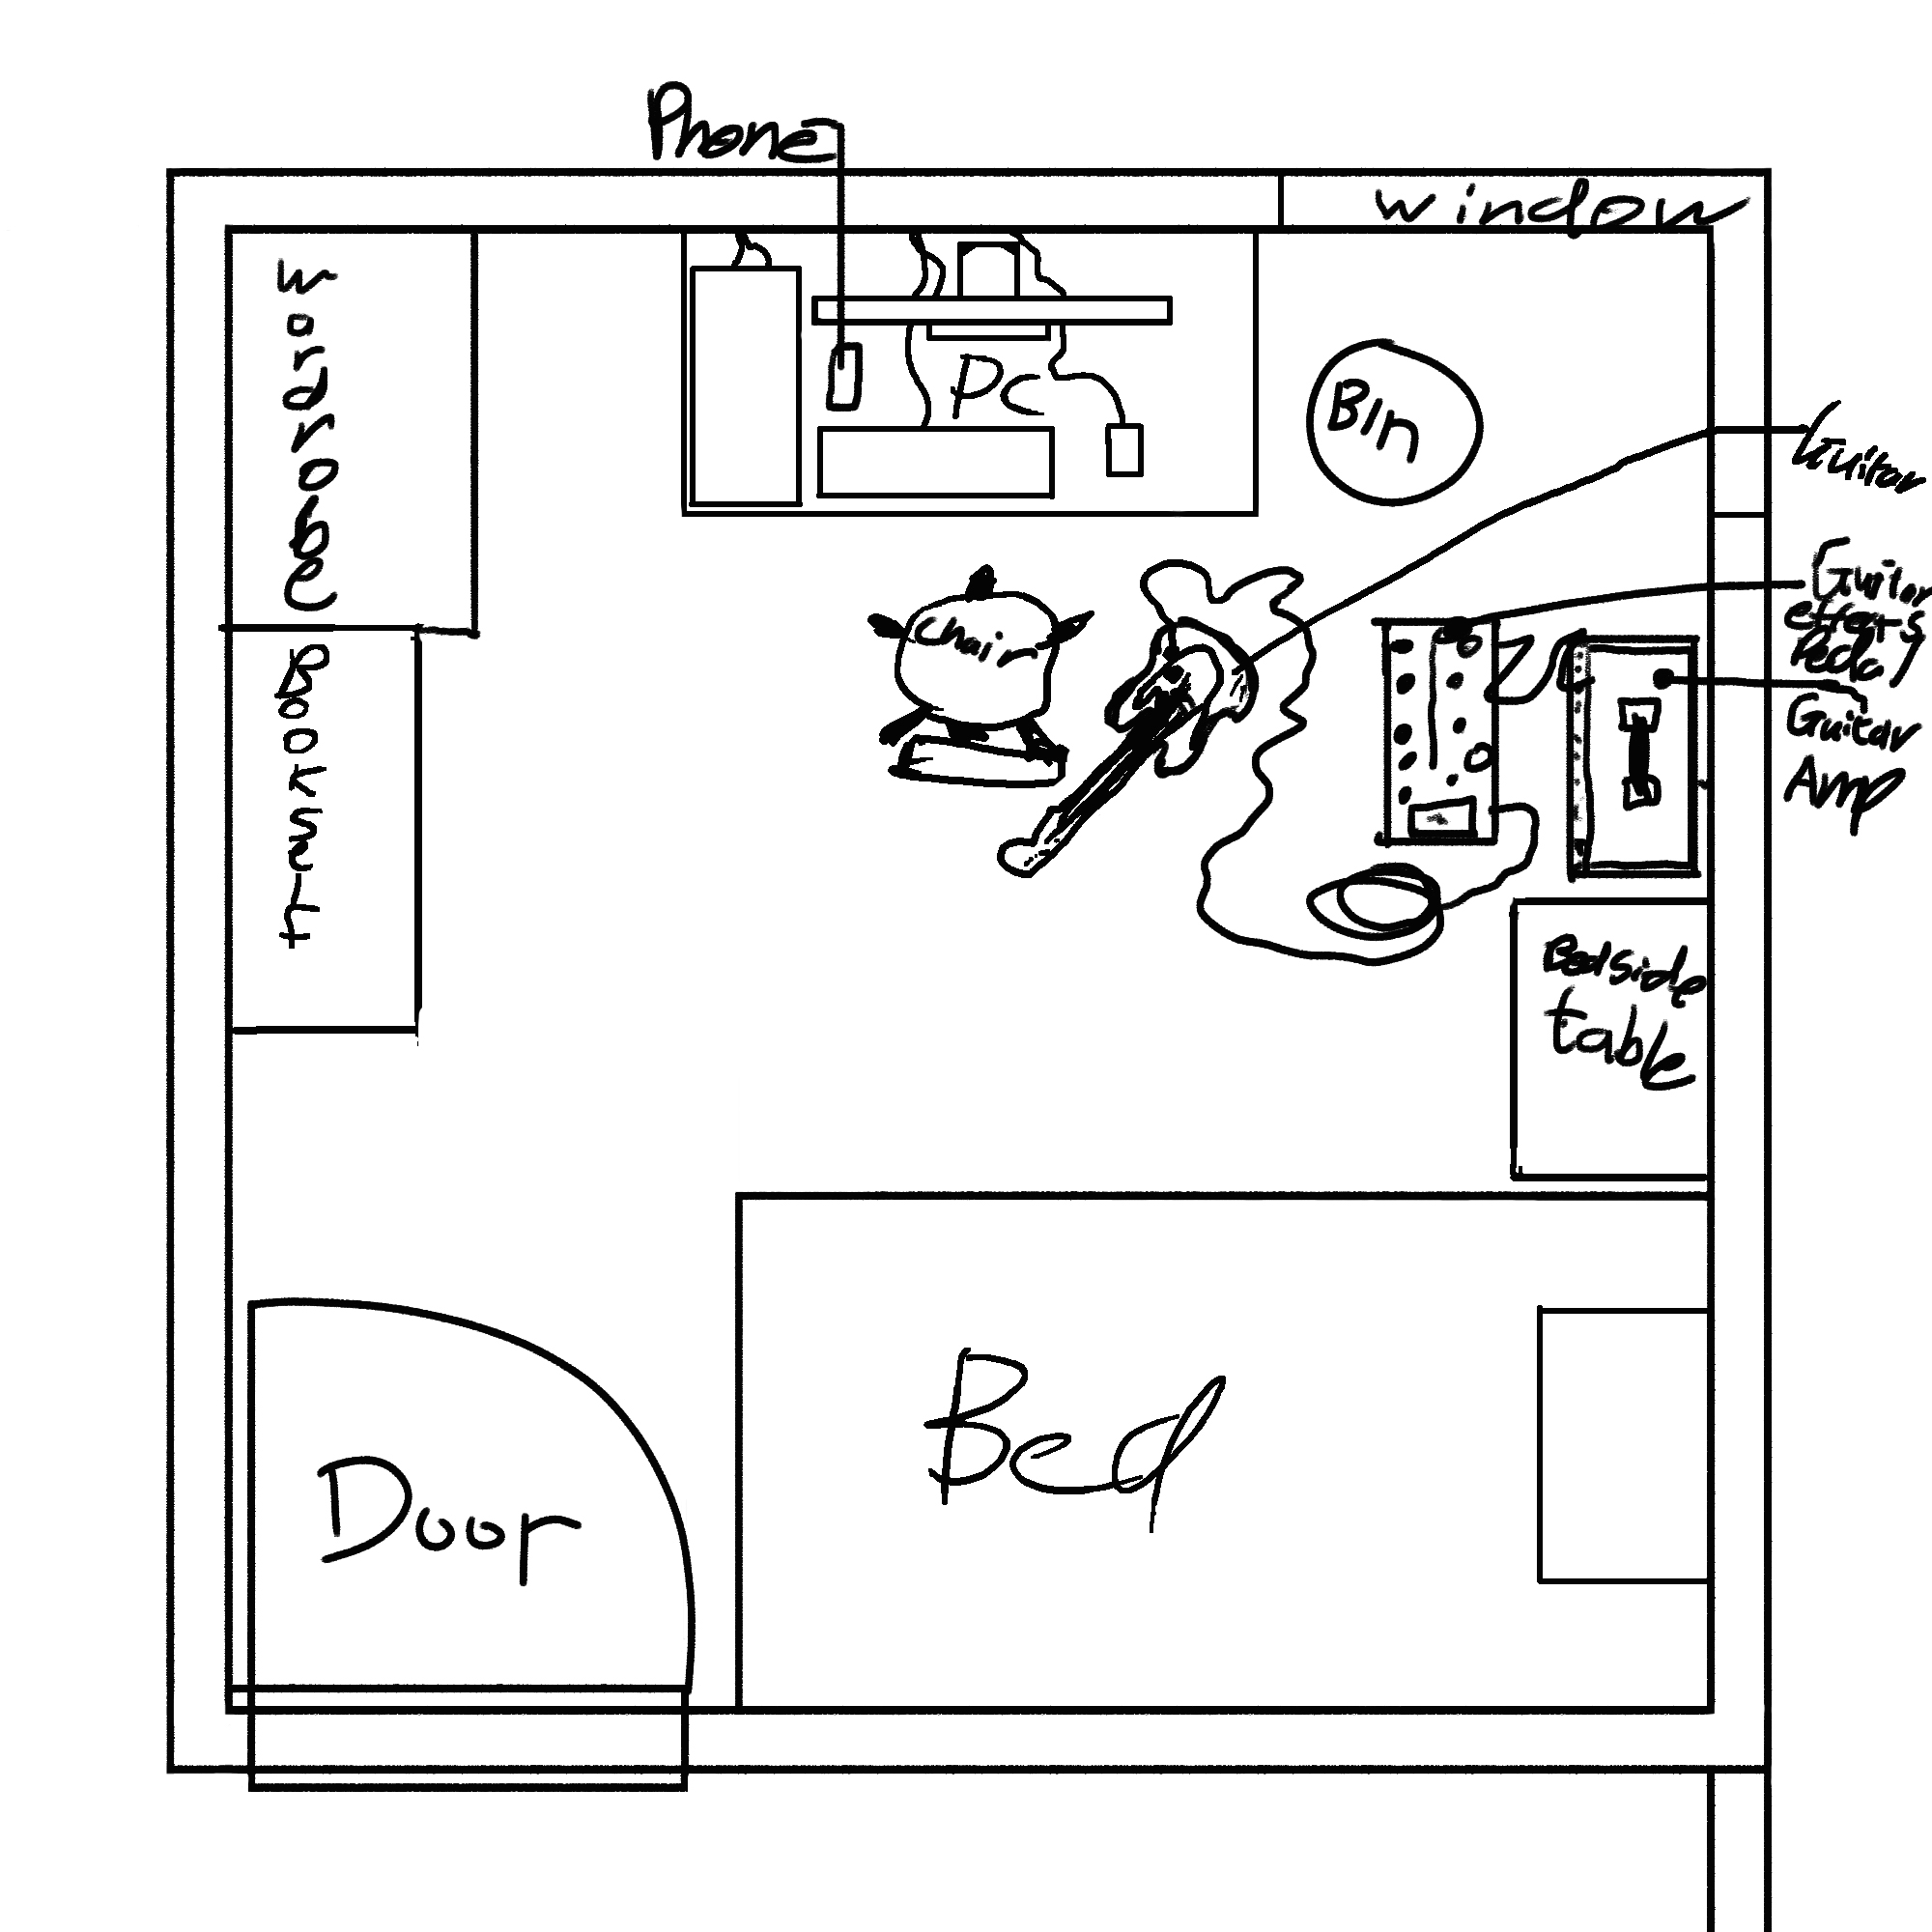 Phone
window
wardrobe
PC
Bin
Guitar
Guitar
effects
Pedal
Guitar
Amp
chair
Bookself
Bedside
table
Bed
Door